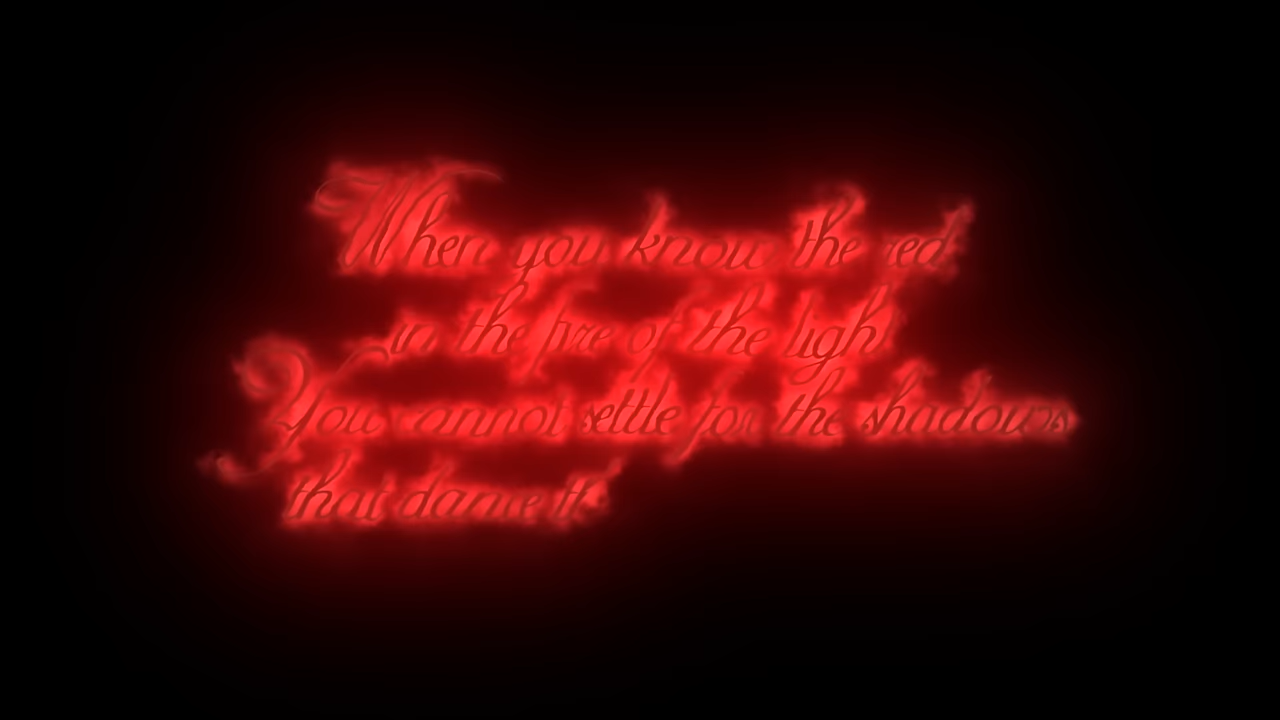 When you know the red
in the fire of the light
You cannot settle for the shadows
that dance